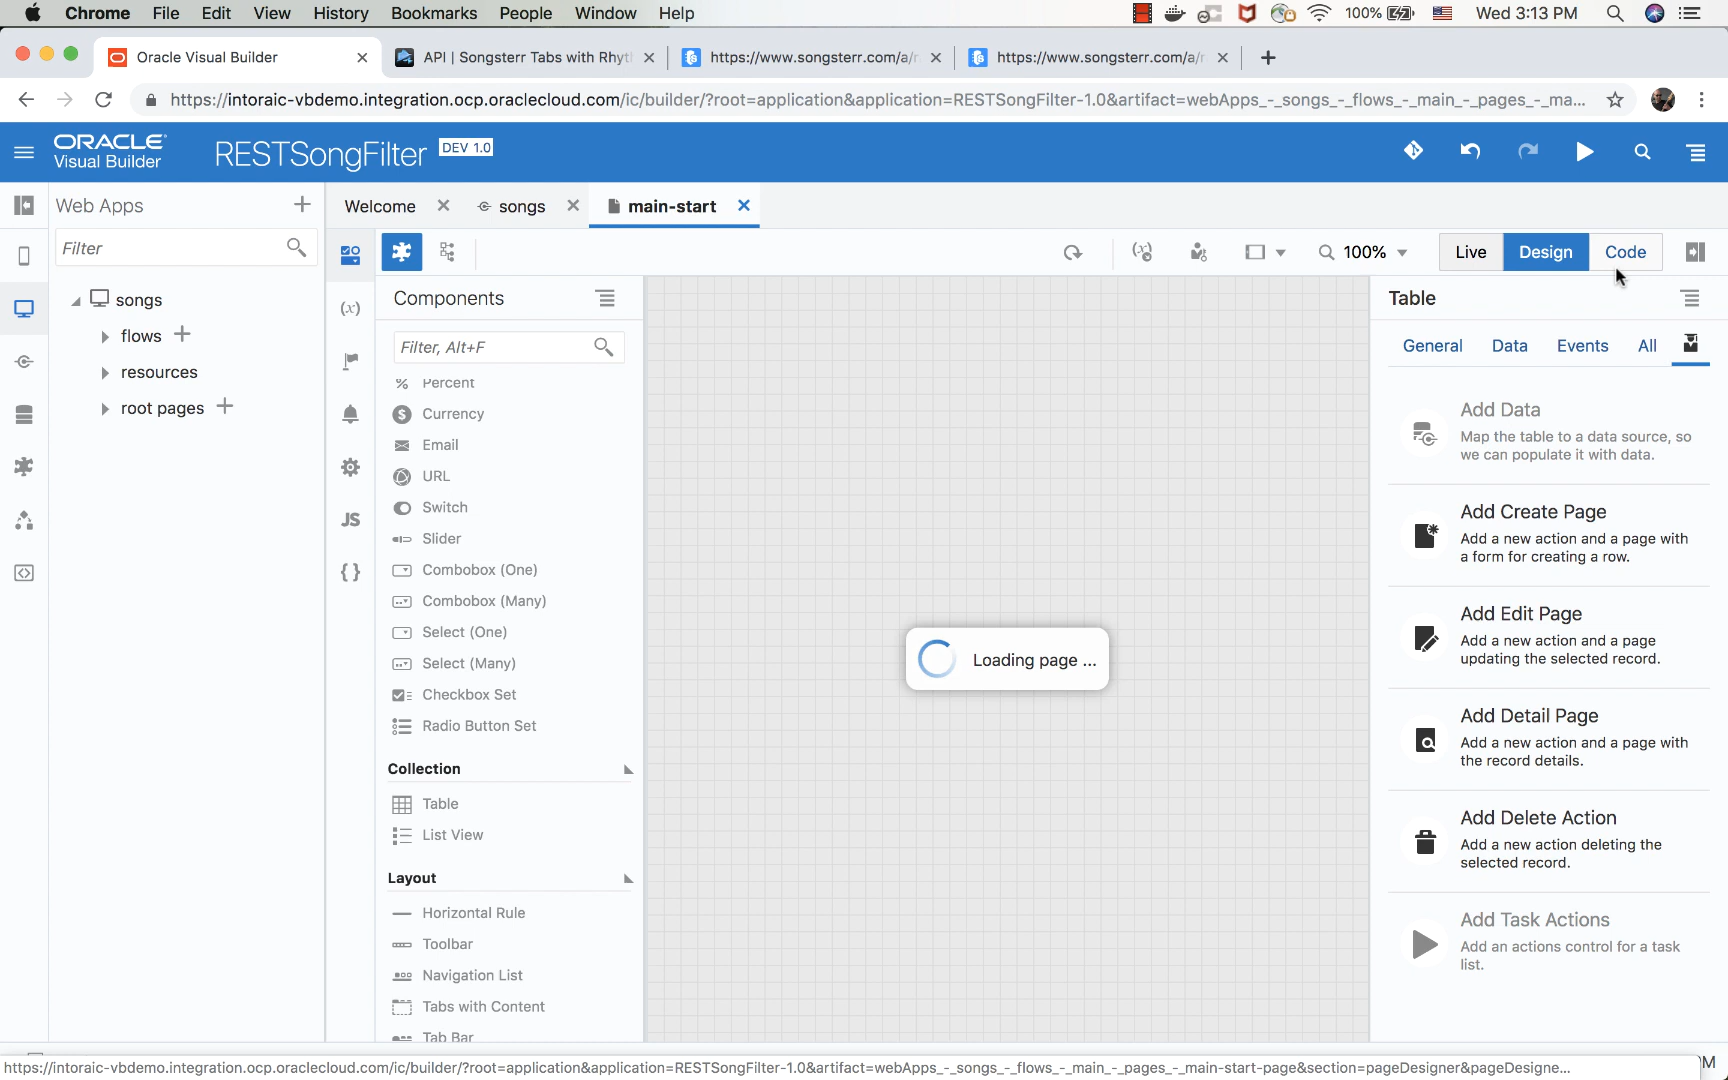 Chrome File Edit View History Bookmarks People Window Help 100% Wed 3:13 PM
Oracle Visual Builder API | Songsterr Tabs with Rhyt https://www.songsterr.com/a/r https://www.songsterr.com/a/r
https://intoraic-vbdemo.integration.ocp.oraclecloud.com/ic/builder/?root=application&application=RESTSongFilter-1.0&artifact=webApps_-_songs_-_flows_-_main_-_pages_-_ma...
ORACLE
Visual Builder
RESTSongFilter DEV 1.0
Web Apps
Filter
songs
flows
resources
root pages
Welcome songs main-start
100% Live Design Code
(x)
JS
{ }
Components
Filter, Alt+F
Percent
Currency
Email
URL
Switch
Slider
Combobox (One)
Combobox (Many)
Select (One)
Select (Many)
Checkbox Set
Radio Button Set
Collection
Table
List View
Layout
Horizontal Rule
Toolbar
Navigation List
Tabs with Content
Tab Bar
Loading page ...
Table
General Data Events All
Add Data
Map the table to a data source, so
we can populate it with data.
Add Create Page
Add a new action and a page with
a form for creating a row.
Add Edit Page
Add a new action and a page
updating the selected record.
Add Detail Page
Add a new action and a page with
the record details.
Add Delete Action
Add a new action deleting the
selected record.
Add Task Actions
Add an actions control for a task
list.
https://intoraic-vbdemo.integration.ocp.oraclecloud.com/ic/builder/?root=application&application=RESTSongFilter-1.0&artifact=webApps_-_songs_-_flows_-_main_-_pages_-_main-start-page&section=pageDesigner&pageDesigne...